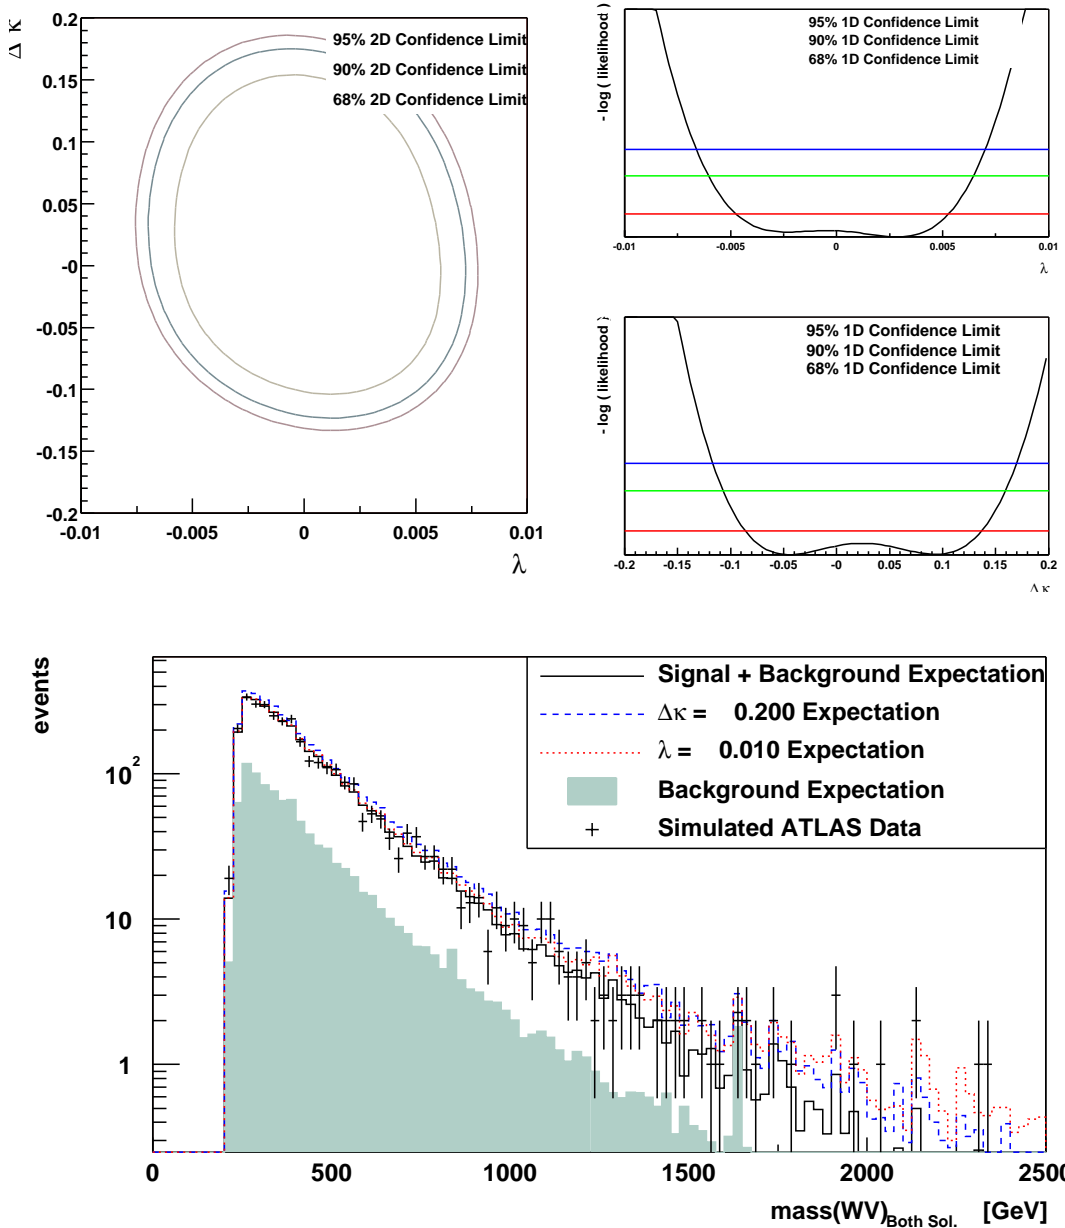 Δ κ
0.2
0.15
0.1
0.05
-0
-0.05
-0.1
-0.15
-0.2
-0.01
-0.005
0
0.005
0.01
λ
95% 2D Confidence Limit
90% 2D Confidence Limit
68% 2D Confidence Limit
- log ( likelihood )
95% 1D Confidence Limit
90% 1D Confidence Limit
68% 1D Confidence Limit
-0.01
-0.005
0
0.005
0.01
λ
- log ( likelihood )
95% 1D Confidence Limit
90% 1D Confidence Limit
68% 1D Confidence Limit
-0.2
-0.15
-0.1
-0.05
-0
0.05
0.1
0.15
0.2
Δ κ
events
10²
10
1
Signal + Background Expectation
Δκ = 0.200 Expectation
λ = 0.010 Expectation
Background Expectation
Simulated ATLAS Data
0
500
1000
1500
2000
2500
mass(WV)Both Sol. [GeV]